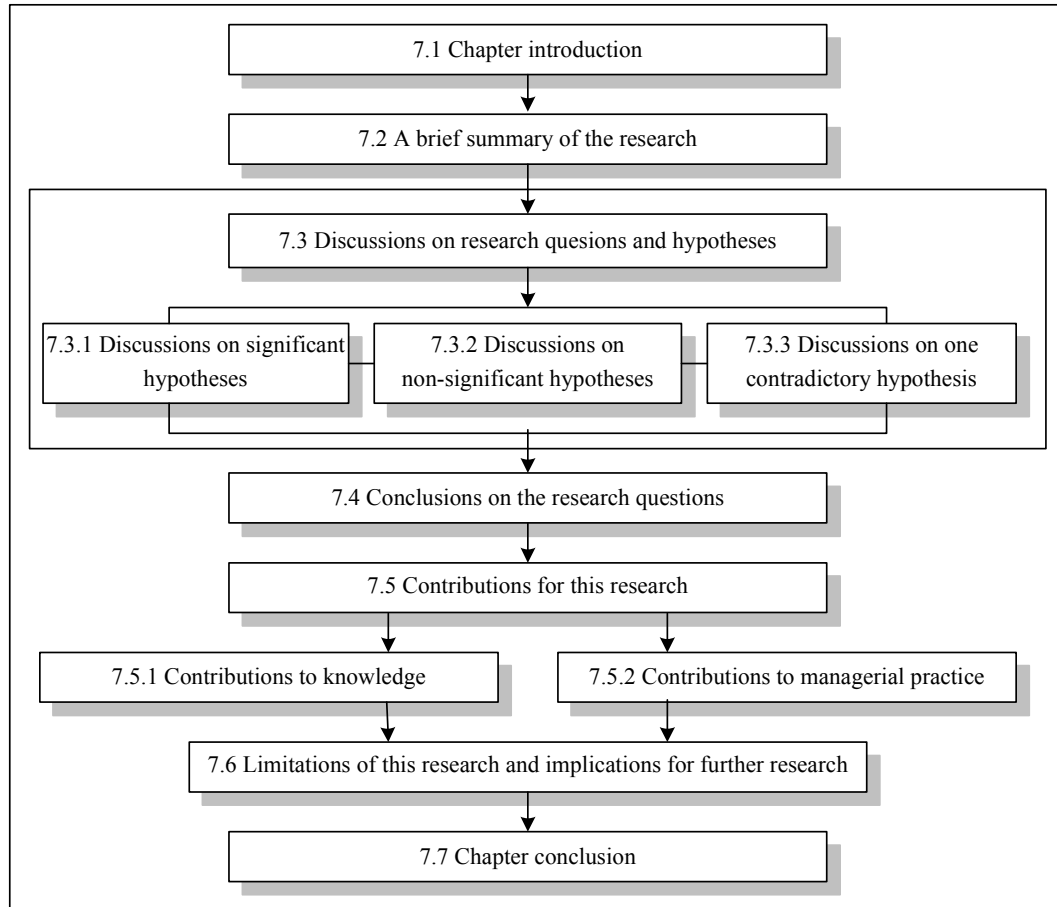 7.1 Chapter introduction
7.2 A brief summary of the research
7.3 Discussions on research quesions and hypotheses
7.3.1 Discussions on significant
hypotheses
7.3.2 Discussions on
non-significant hypotheses
7.3.3 Discussions on one
contradictory hypothesis
7.4 Conclusions on the research questions
7.5 Contributions for this research
7.5.1 Contributions to knowledge
7.5.2 Contributions to managerial practice
7.6 Limitations of this research and implications for further research
7.7 Chapter conclusion